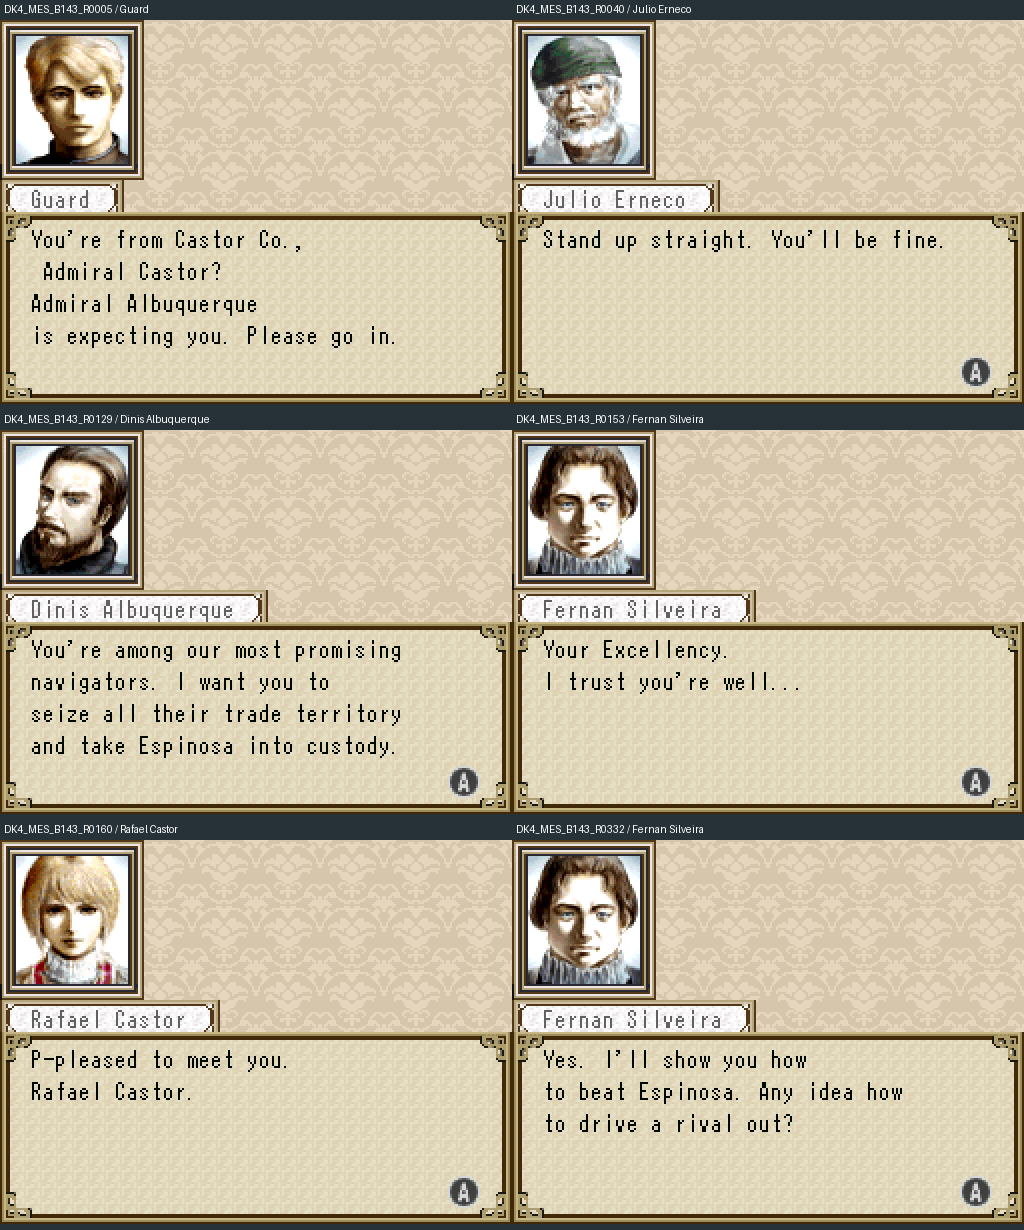 DK4_MES_B143_R0005 / Guard
Guard
You're from Castor Co.,
Admiral Castor?
Admiral Albuquerque
is expecting you. Please go in.
DK4_MES_B143_R0040 / Julio Erneco
Julio Erneco
Stand up straight. You'll be fine.
A
DK4_MES_B143_R0129 / Dinis Albuquerque
Dinis Albuquerque
You're among our most promising
navigators. I want you to
seize all their trade territory
and take Espinosa into custody.
A
DK4_MES_B143_R0153 / Fernan Silveira
Fernan Silveira
Your Excellency.
I trust you're well...
A
DK4_MES_B143_R0160 / Rafael Castor
Rafael Castor
P-pleased to meet you.
Rafael Castor.
A
DK4_MES_B143_R0332 / Fernan Silveira
Fernan Silveira
Yes. I'll show you how
to beat Espinosa. Any idea how
to drive a rival out?
A